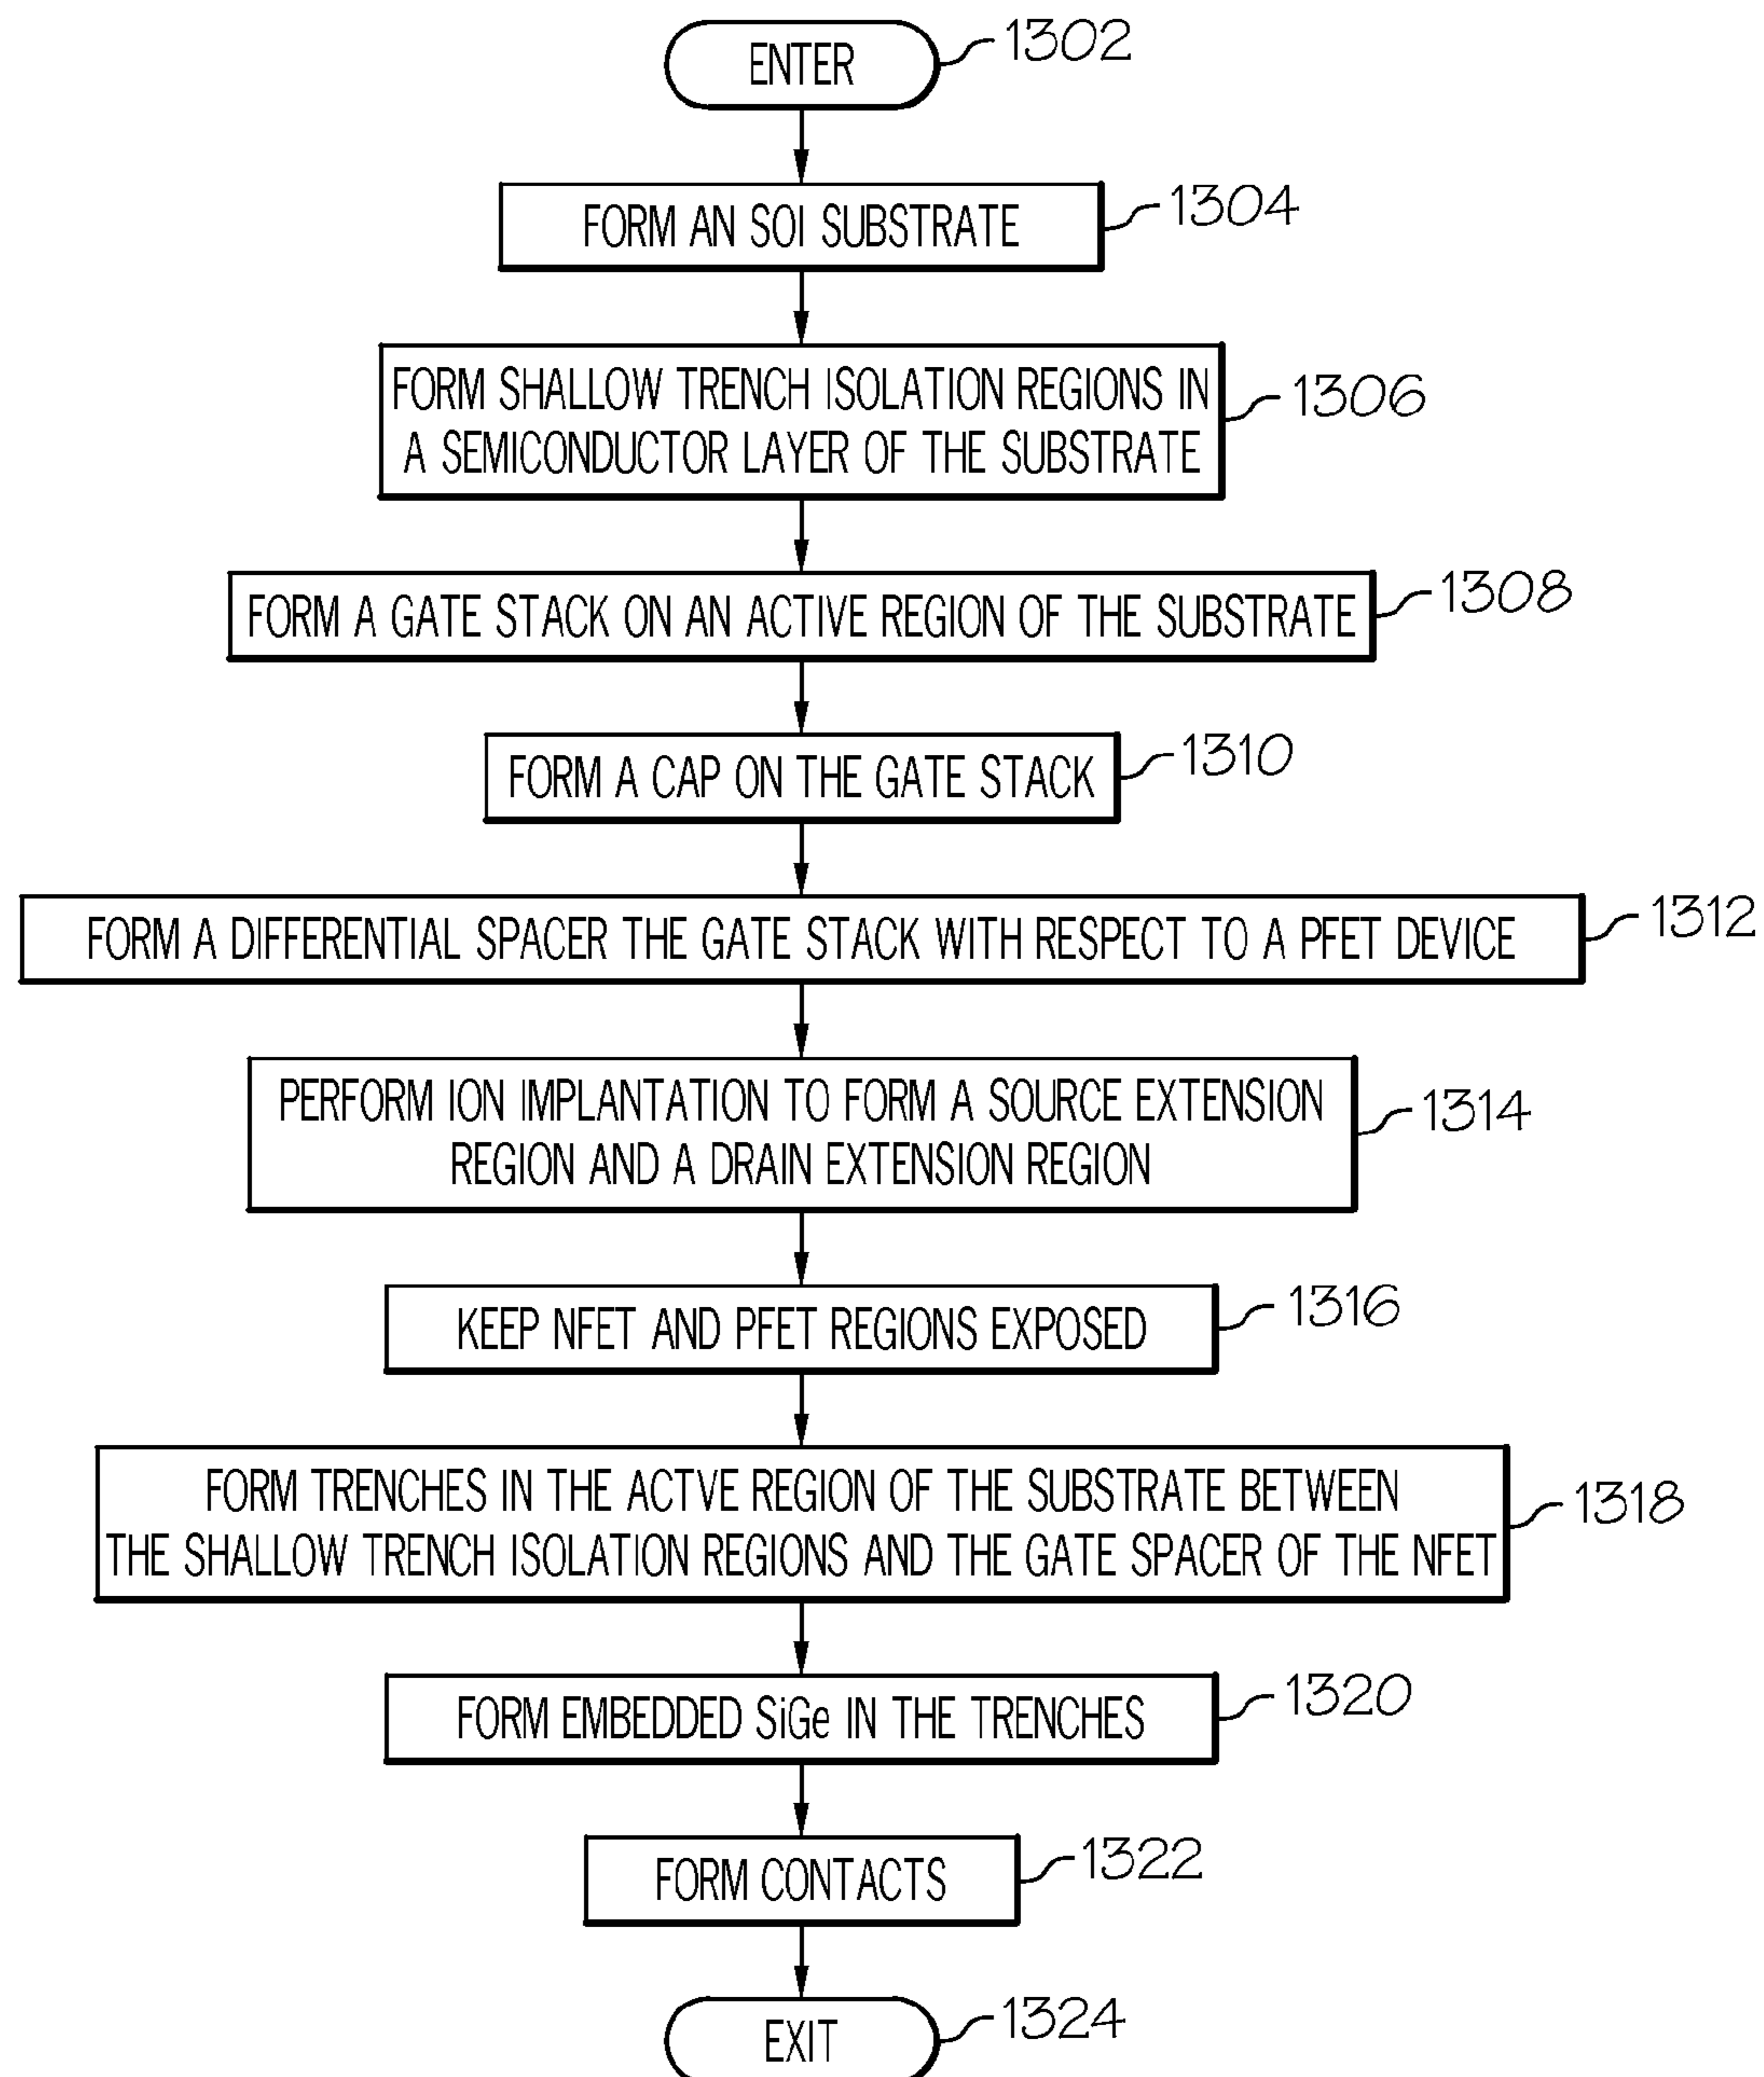 ENTER
1302
FORM AN SOI SUBSTRATE
1304
FORM SHALLOW TRENCH ISOLATION REGIONS IN
A SEMICONDUCTOR LAYER OF THE SUBSTRATE
1306
FORM A GATE STACK ON AN ACTIVE REGION OF THE SUBSTRATE
1308
FORM A CAP ON THE GATE STACK
1310
FORM A DIFFERENTIAL SPACER THE GATE STACK WITH RESPECT TO A PFET DEVICE
1312
PERFORM ION IMPLANTATION TO FORM A SOURCE EXTENSION
REGION AND A DRAIN EXTENSION REGION
1314
KEEP NFET AND PFET REGIONS EXPOSED
1316
FORM TRENCHES IN THE ACTVE REGION OF THE SUBSTRATE BETWEEN
THE SHALLOW TRENCH ISOLATION REGIONS AND THE GATE SPACER OF THE NFET
1318
FORM EMBEDDED SiGe IN THE TRENCHES
1320
FORM CONTACTS
1322
EXIT
1324